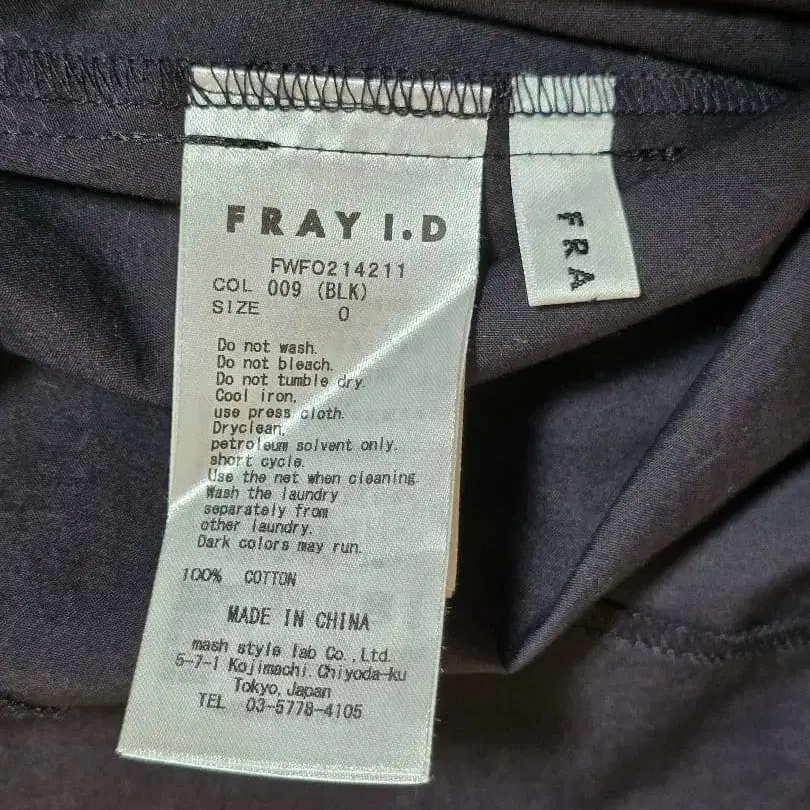 FRAY I.D
FWFO214211
COL 009 (BLK)
SIZE 0
Do not wash.
Do not bleach.
Do not tumble dry.
Cool iron,
use press cloth.
Dryclean,
petroleum solvent only.
short cycle.
Use the net when cleaning.
Wash the laundry
separately from
other laundry.
Dark colors may run.
100% COTTON
MADE IN CHINA
mash style lab Co.,Ltd.
5-7-1 Kojimachi Chiyoda-ku
Tokyo, Japan
TEL 03-5778-4105
FRA